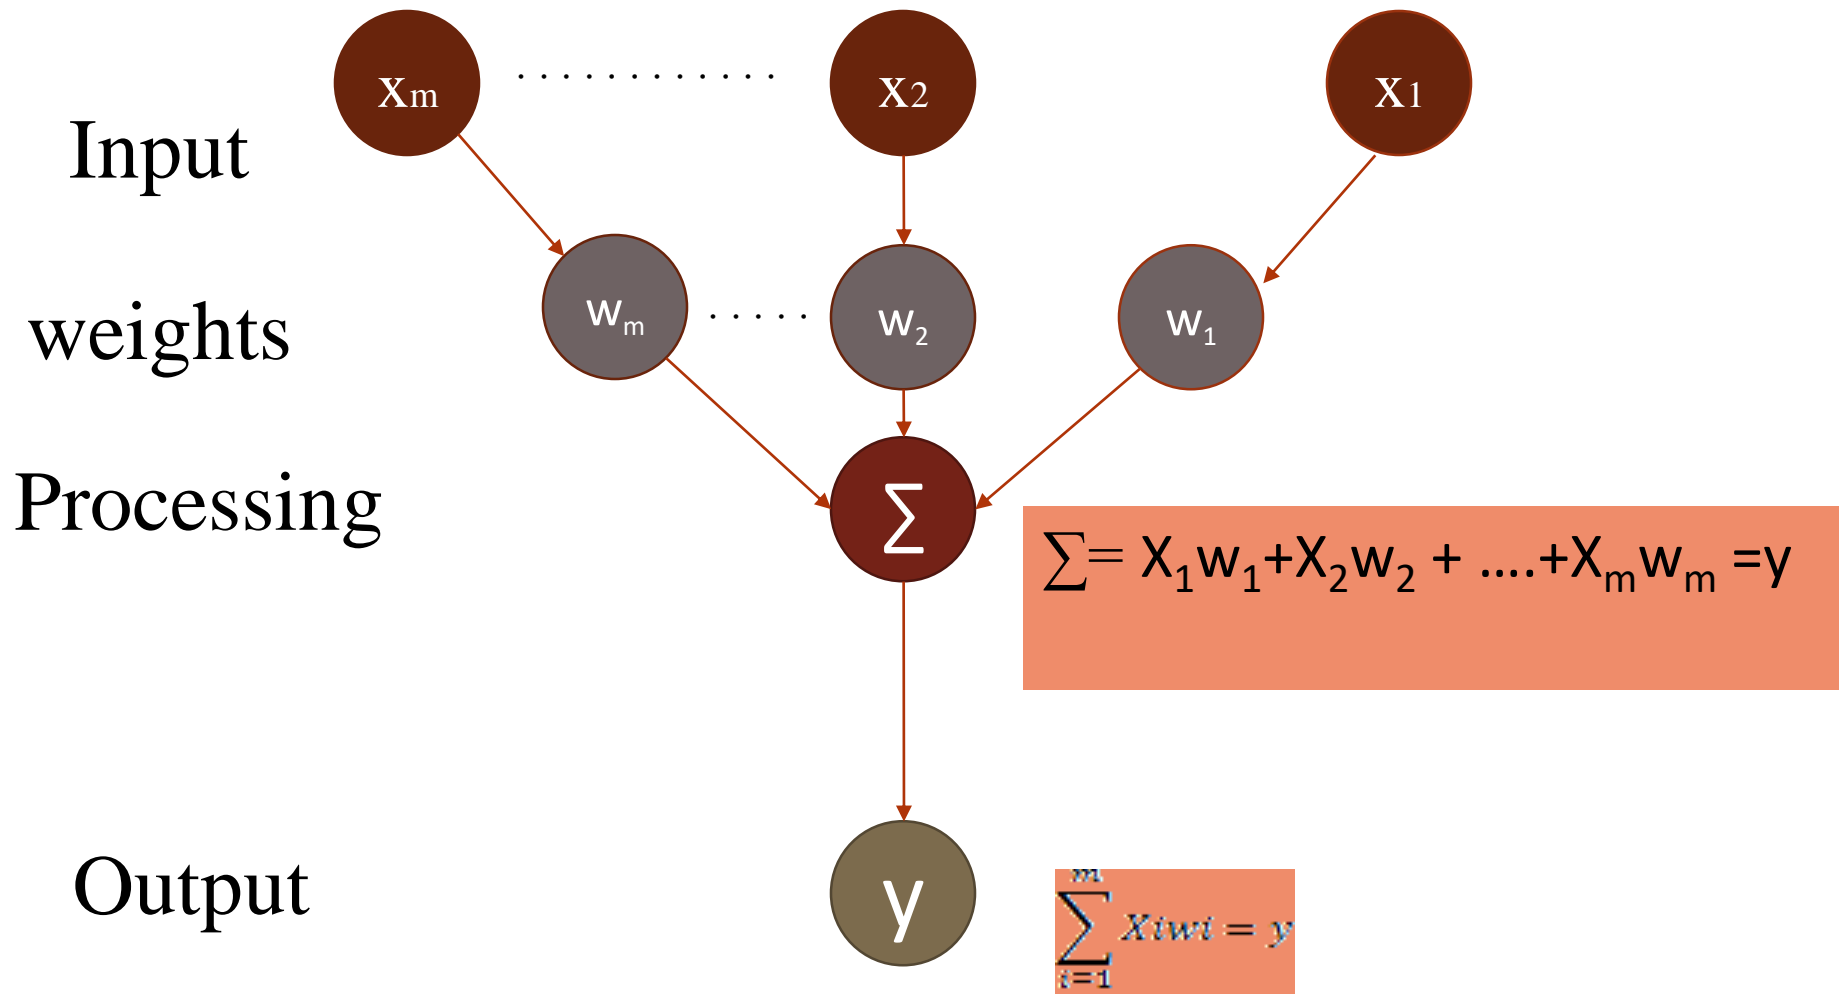 xm ............ x2 x1
Input
wm ..... w2 w1
weights
Processing
∑
∑= X1w1+X2w2 + ....+Xmwm =y
Output
y
m
∑ Xiwi = y
i=1